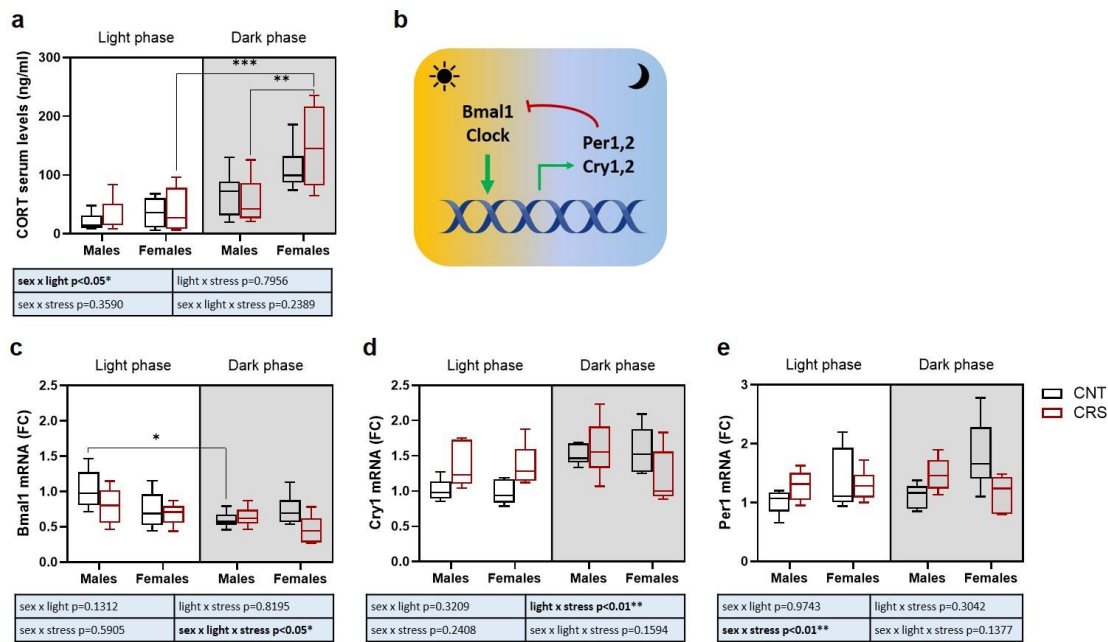 a
Light phase
Dark phase
CORT serum levels (ng/ml)
300
200
100
0
***
**
Males
Females
Males
Females
sex x light p<0.05*
light x stress p=0.7956
sex x stress p=0.3590
sex x light x stress p=0.2389
b
Bmal1
Clock
Per1,2
Cry1,2
c
Light phase
Dark phase
Bmal1 mRNA (FC)
2.5
2.0
1.5
1.0
0.5
0.0
*
Males
Females
Males
Females
sex x light p=0.1312
light x stress p=0.8195
sex x stress p=0.5905
sex x light x stress p<0.05*
d
Light phase
Dark phase
Cry1 mRNA (FC)
2.5
2.0
1.5
1.0
0.5
0.0
Males
Females
Males
Females
sex x light p=0.3209
light x stress p<0.01**
sex x stress p=0.2408
sex x light x stress p=0.1594
e
Light phase
Dark phase
Per1 mRNA (FC)
3
2
1
0
Males
Females
Males
Females
sex x light p=0.9743
light x stress p=0.3042
sex x stress p<0.01**
sex x light x stress p=0.1377
CNT
CRS